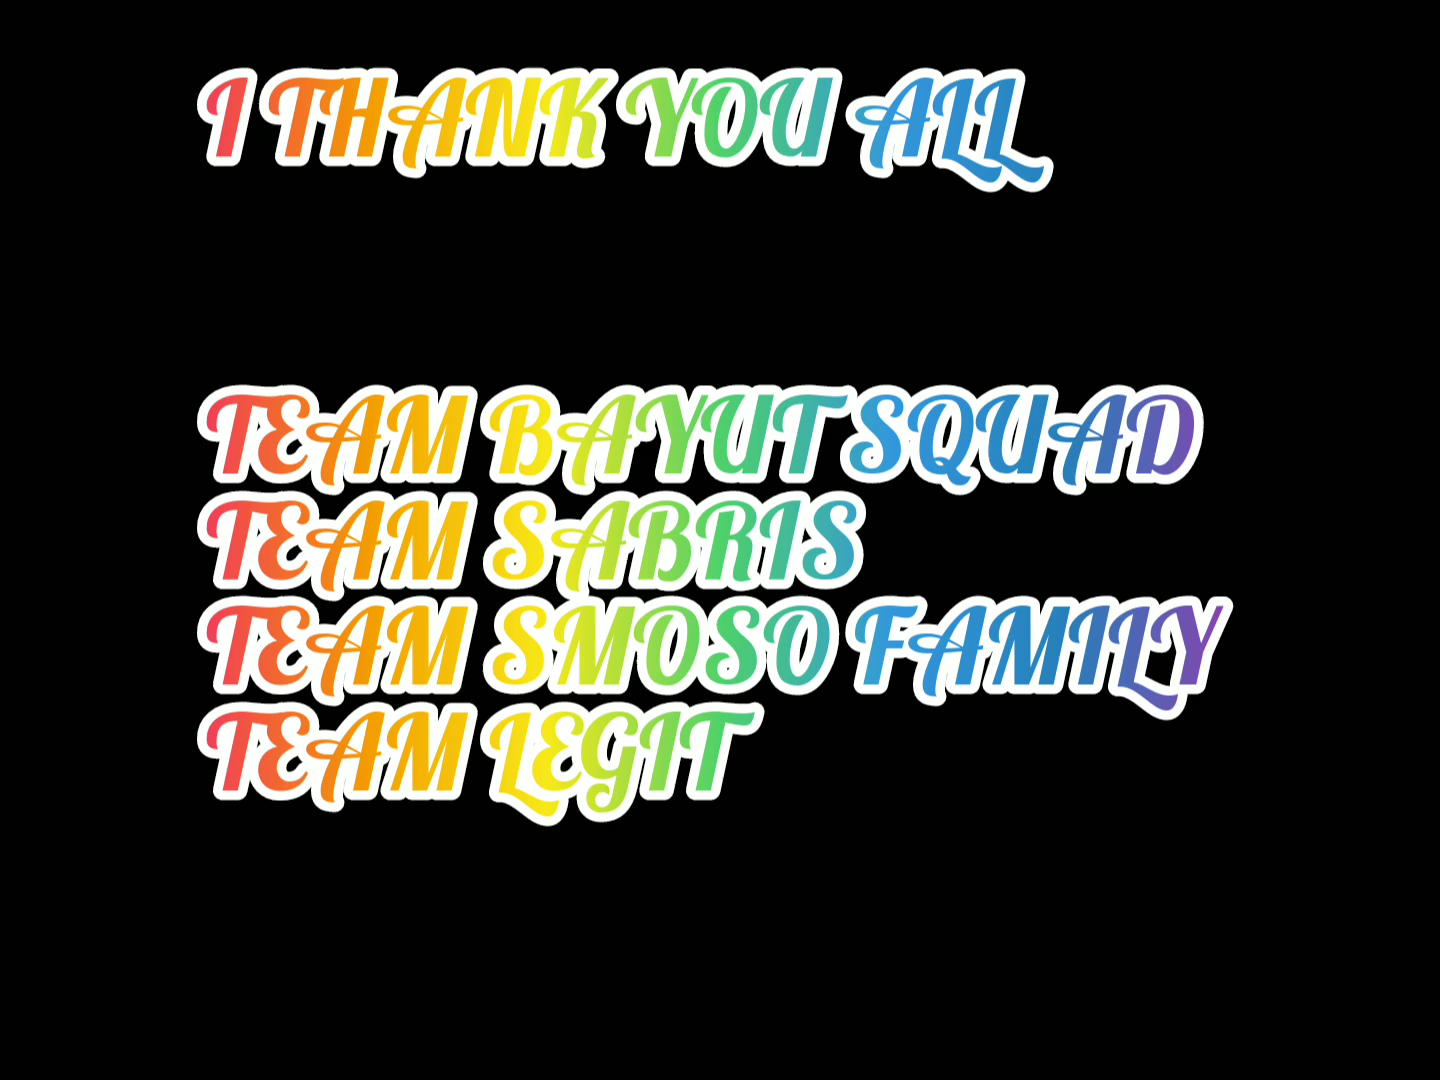 I THANK YOU ALL
TEAM BAYUT SQUAD
TEAM SABRIS
TEAM SMOSO FAMILY
TEAM LEGIT